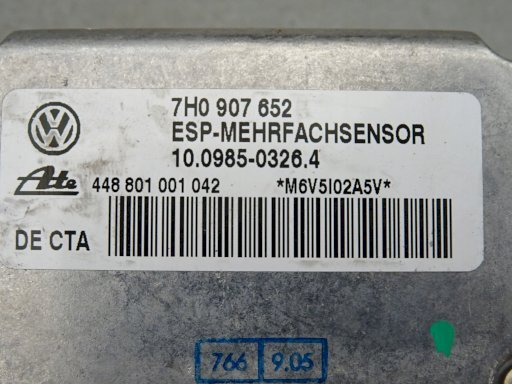 7H0 907 652
ESP-MEHRFACHSENSOR
10.0985-0326.4
Ate 448 801 001 042 *M6V5I02A5V*
DE CTA
766 9.05